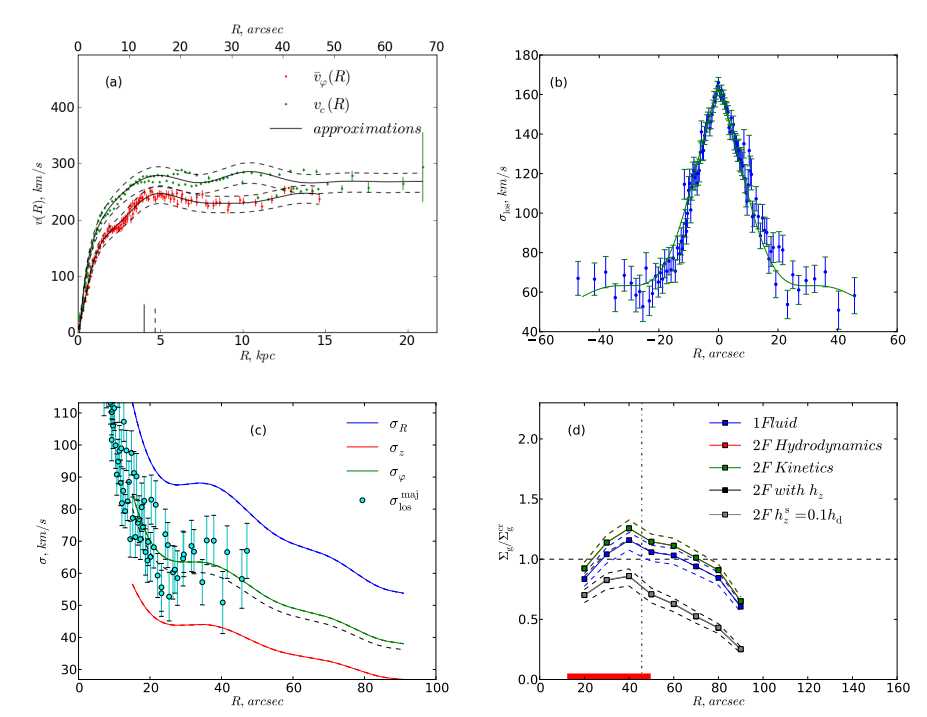 R, arcsec
0 10 20 30 40 50 60 70
(a)
v̄φ(R)
vc(R)
approximations
400
300
200
100
0
v(R), km/s
0 5 10 15 20
R, kpc
(b)
180
160
140
120
100
80
60
40
σlos, km/s
−60 −40 −20 0 20 40 60
R, arcsec
(c)
σR
σz
σφ
σlos maj
110
100
90
80
70
60
50
40
30
σ, km/s
0 20 40 60 80 100
R, arcsec
(d)
1Fluid
2F Hydrodynamics
2F Kinetics
2F with hz
2F hzs =0.1hd
2.0
1.5
1.0
0.5
0.0
Σg/Σgcr
0 20 40 60 80 100 120 140 160
R, arcsec